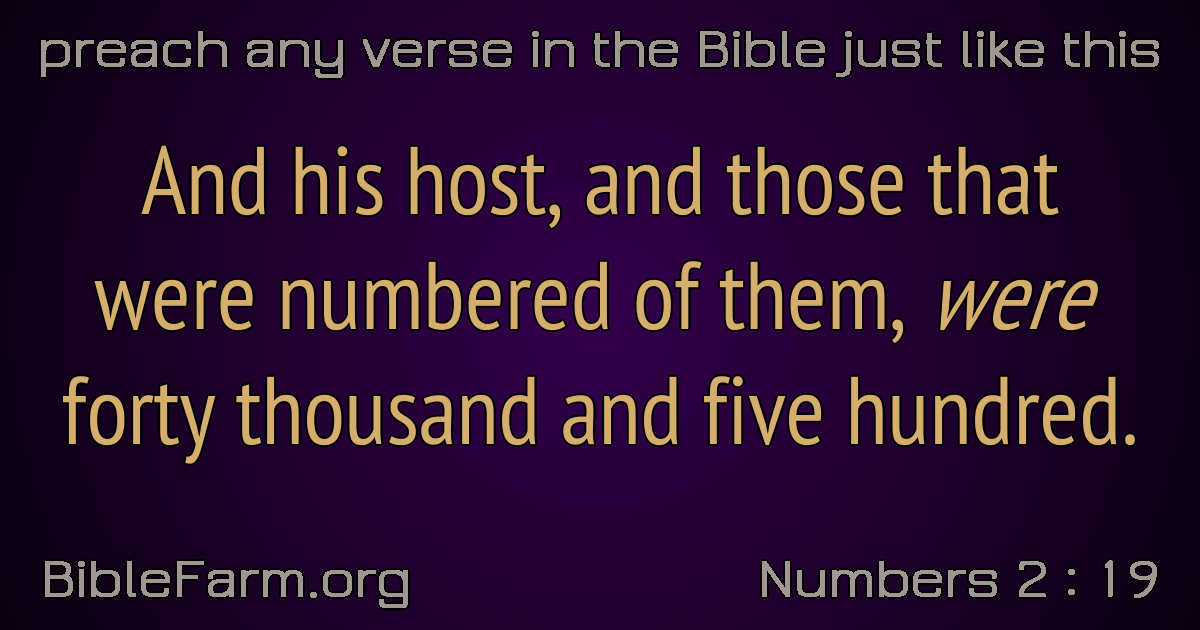 preach any verse in the Bible just like this
And his host, and those that
were numbered of them, were
forty thousand and five hundred.
BibleFarm.org
Numbers 2 : 19